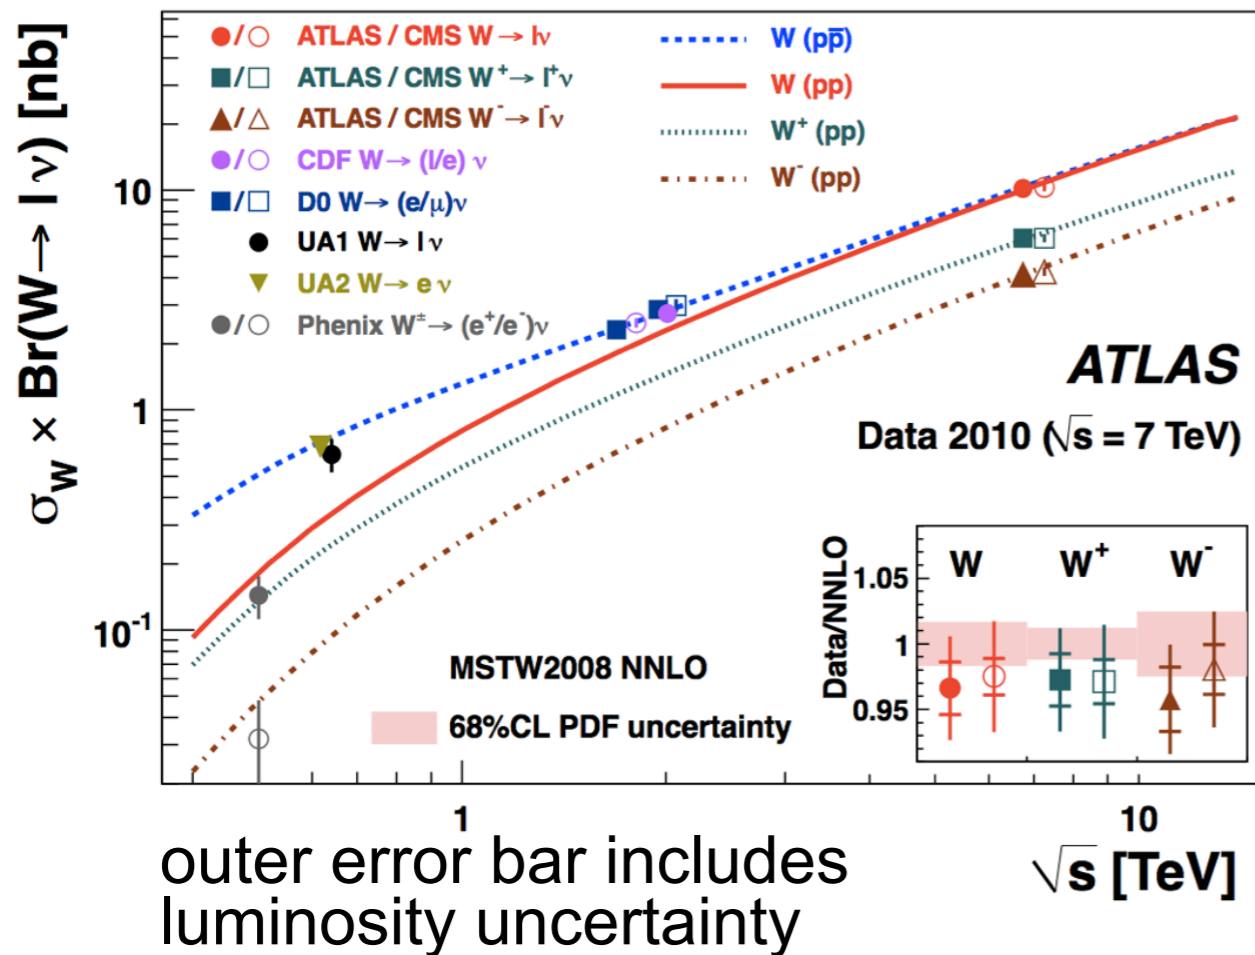 σ_W × Br(W→ l ν) [nb]
10
1
10⁻¹
●/○ ATLAS / CMS W → lν
■/□ ATLAS / CMS W⁺→ l⁺ν
▲/△ ATLAS / CMS W⁻→ l⁻ν
●/○ CDF W→ (l/e) ν
■/□ D0 W→ (e/μ)ν
● UA1 W→ l ν
▼ UA2 W→ e ν
●/○ Phenix W±→ (e⁺/e⁻)ν
W (pp̅)
W (pp)
W⁺ (pp)
W⁻ (pp)
ATLAS
Data 2010 (√s = 7 TeV)
MSTW2008 NNLO
68%CL PDF uncertainty
Data/NNLO
W W⁺ W⁻
1.05
1
0.95
1 10
√s [TeV]
outer error bar includes
luminosity uncertainty